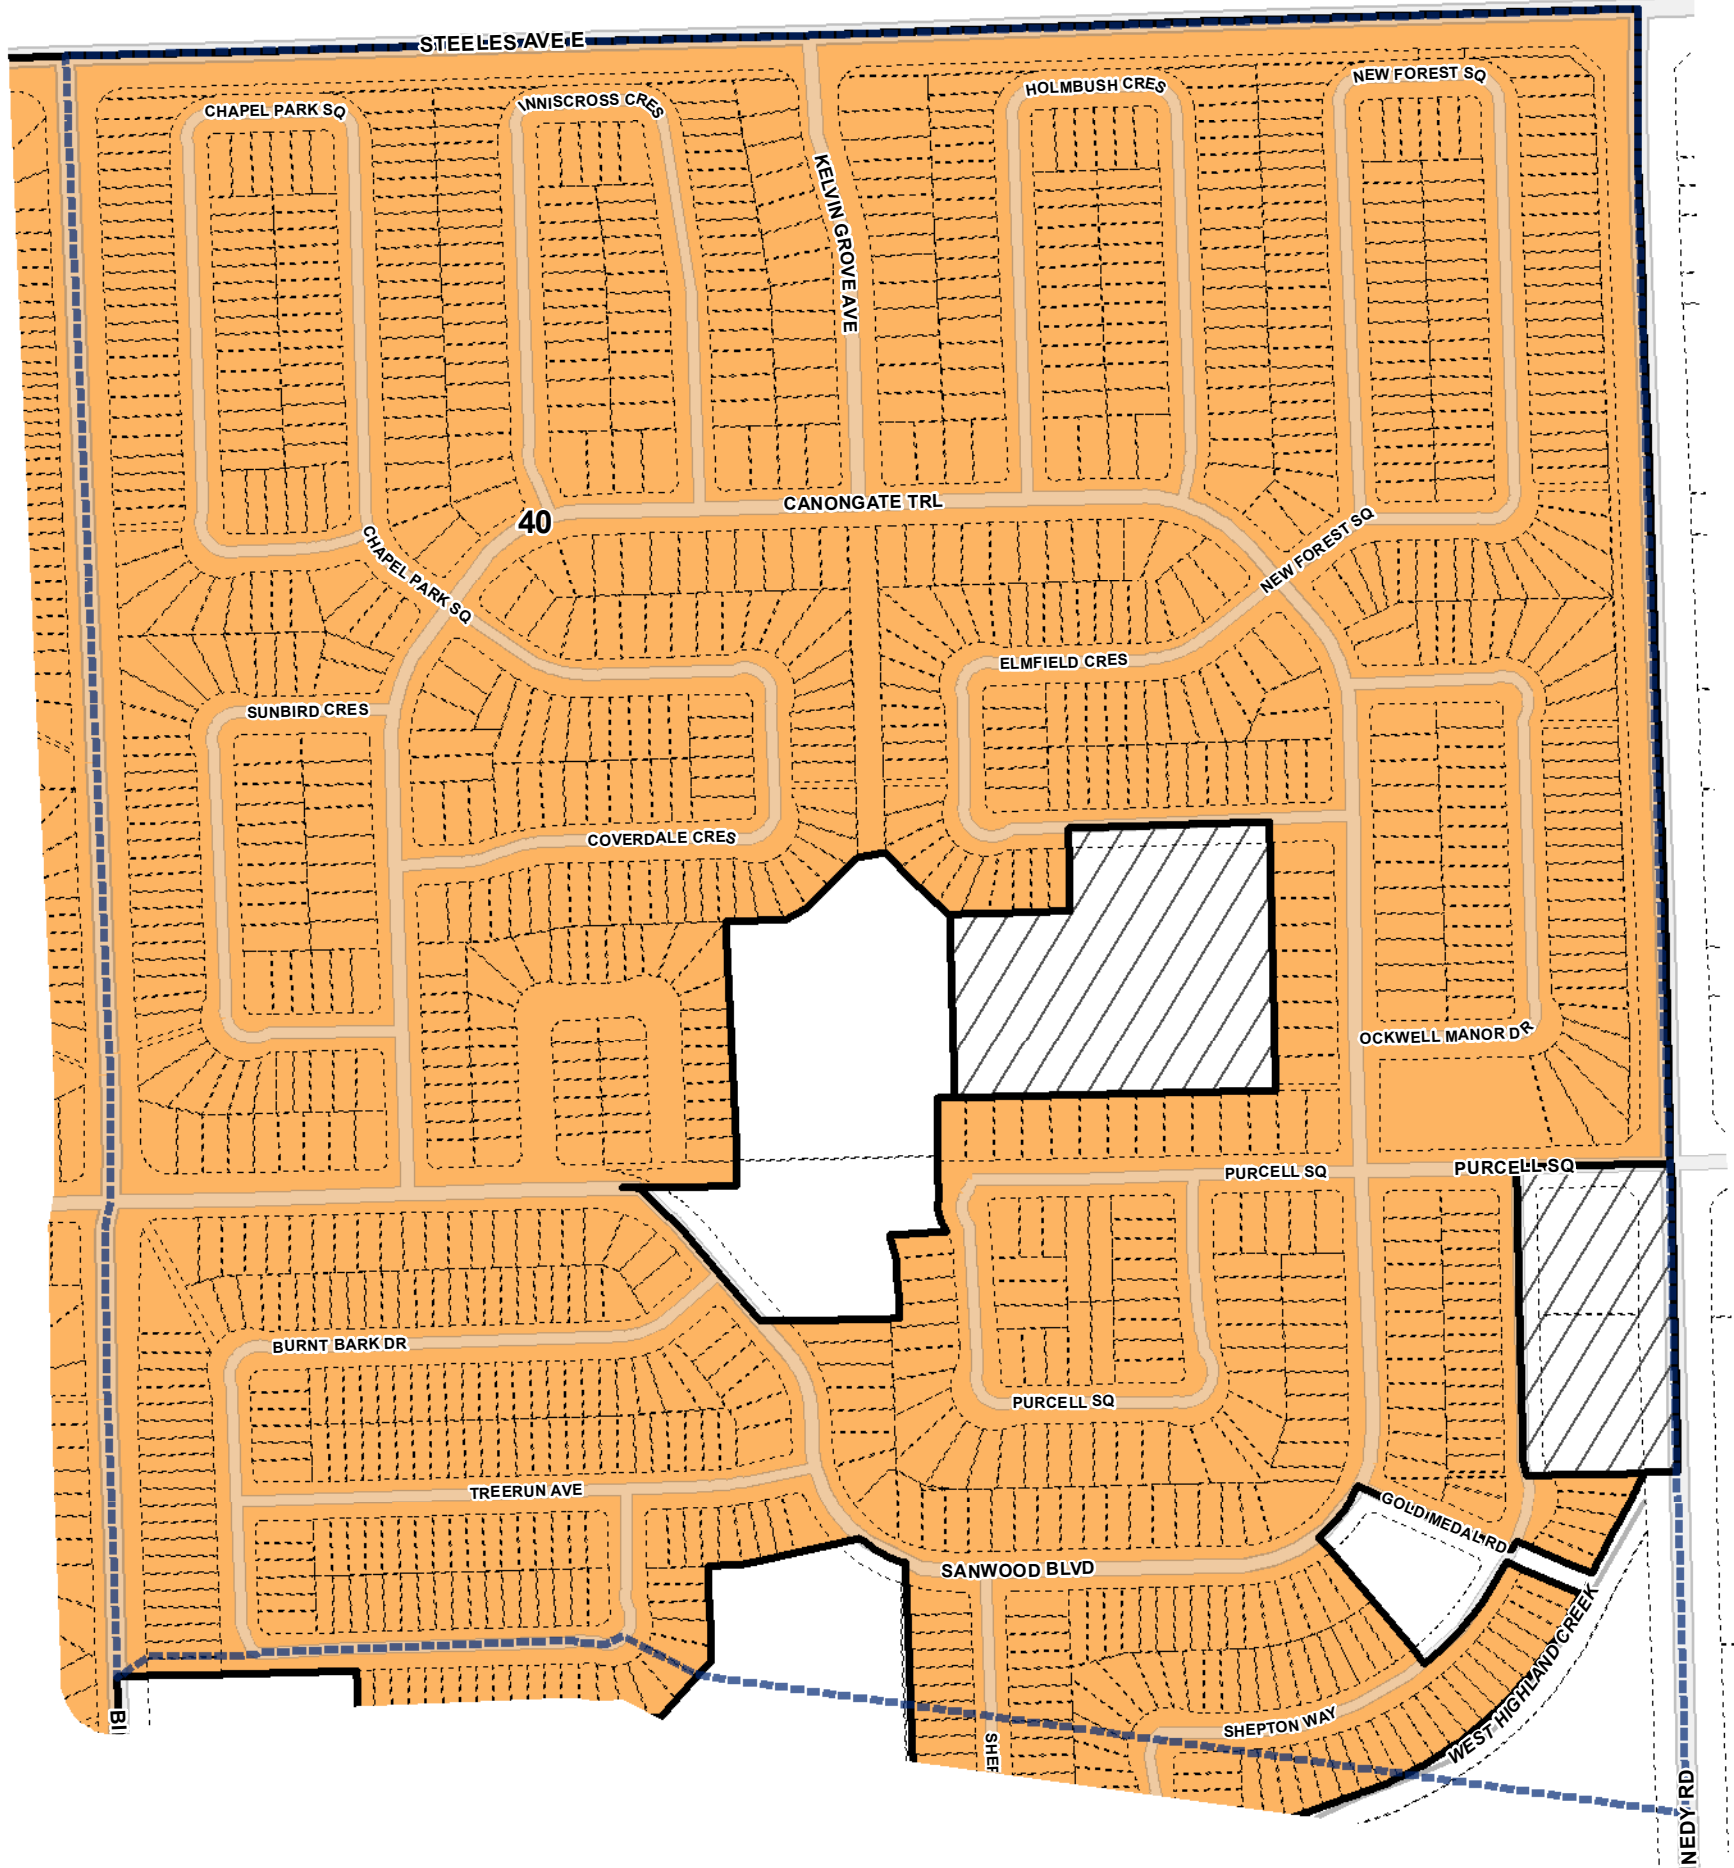 STEELES AVE E
NEW FOREST SQ
HOLMBUSH CRES
INNISCROSS CRES
CHAPEL PARK SQ
KELVIN GROVE AVE
CANONGATE TRL
40
NEW FOREST SQ
CHAPEL PARK SQ
ELMFIELD CRES
SUNBIRD CRES
COVERDALE CRES
OCKWELL MANOR DR
PURCELL SQ
PURCELL SQ
BURNT BARK DR
PURCELL SQ
TREERUN AVE
GOLDIMEDAL RD
SANWOOD BLVD
WEST HIGHLAND CREEK
SHEPTON WAY
BI
SHEP
NEDY RD